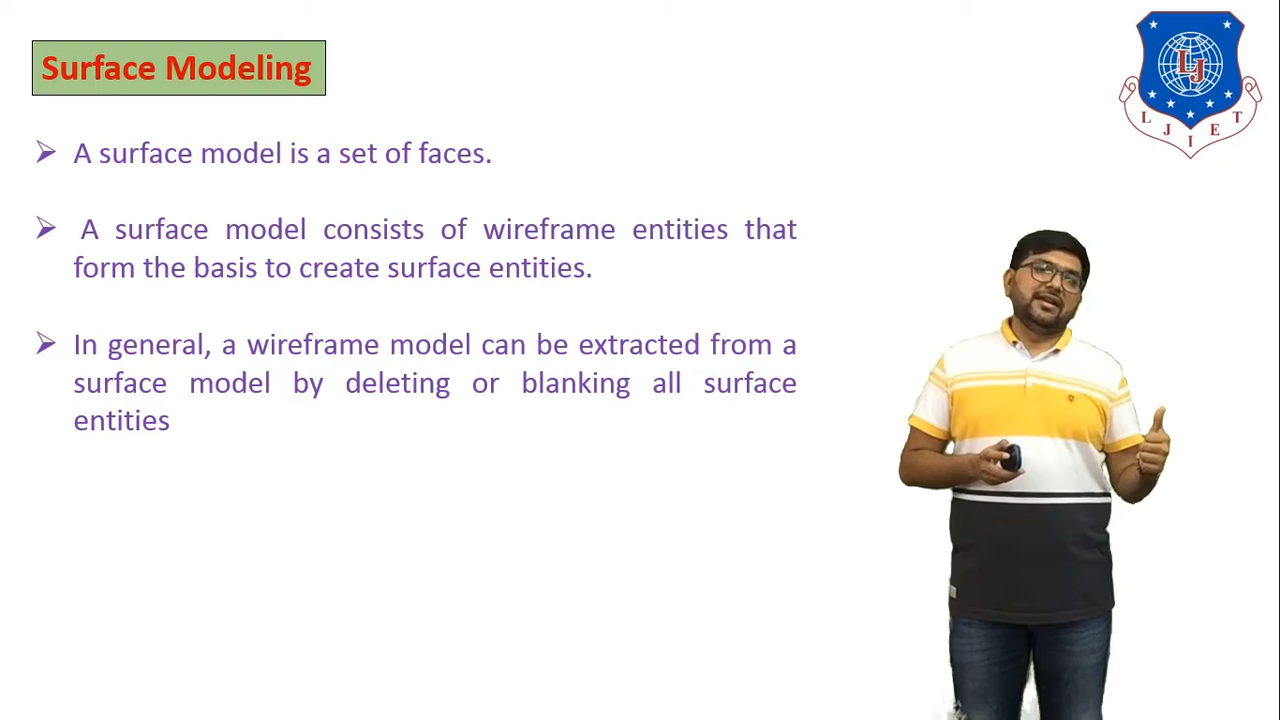 Surface Modeling
➢ A surface model is a set of faces.
➢ A surface model consists of wireframe entities that
form the basis to create surface entities.
➢ In general, a wireframe model can be extracted from a
surface model by deleting or blanking all surface
entities
LJ
L J I E T